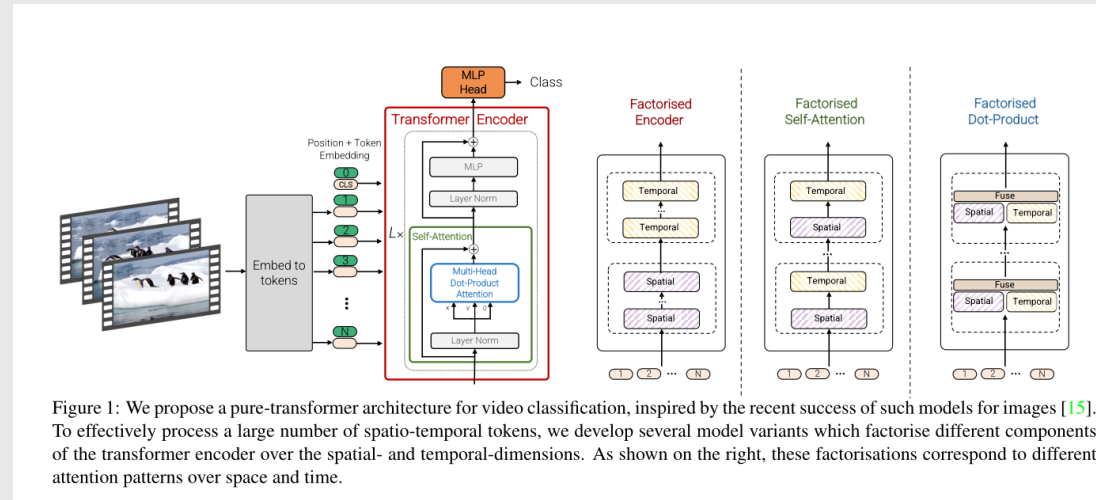 MLP
Head
Class
Transformer Encoder
Position + Token
Embedding
0
CLS
1
2
3
N
Embed to
tokens
L×
MLP
Layer Norm
Self-Attention
Multi-Head
Dot-Product
Attention
K V Q
Layer Norm
Factorised
Encoder
Temporal
...
Temporal
Spatial
...
Spatial
1 2 ... N
Factorised
Self-Attention
Temporal
Spatial
...
Temporal
Spatial
1 2 ... N
Factorised
Dot-Product
Fuse
Spatial Temporal
...
Fuse
Spatial Temporal
1 2 ... N
Figure 1: We propose a pure-transformer architecture for video classification, inspired by the recent success of such models for images [15].
To effectively process a large number of spatio-temporal tokens, we develop several model variants which factorise different components
of the transformer encoder over the spatial- and temporal-dimensions. As shown on the right, these factorisations correspond to different
attention patterns over space and time.